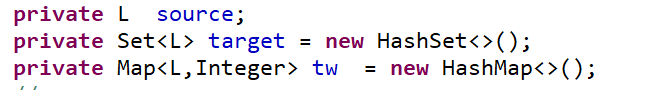 private L  source;
private Set<L> target = new HashSet<>();
private Map<L,Integer> tw  = new HashMap<>();
//